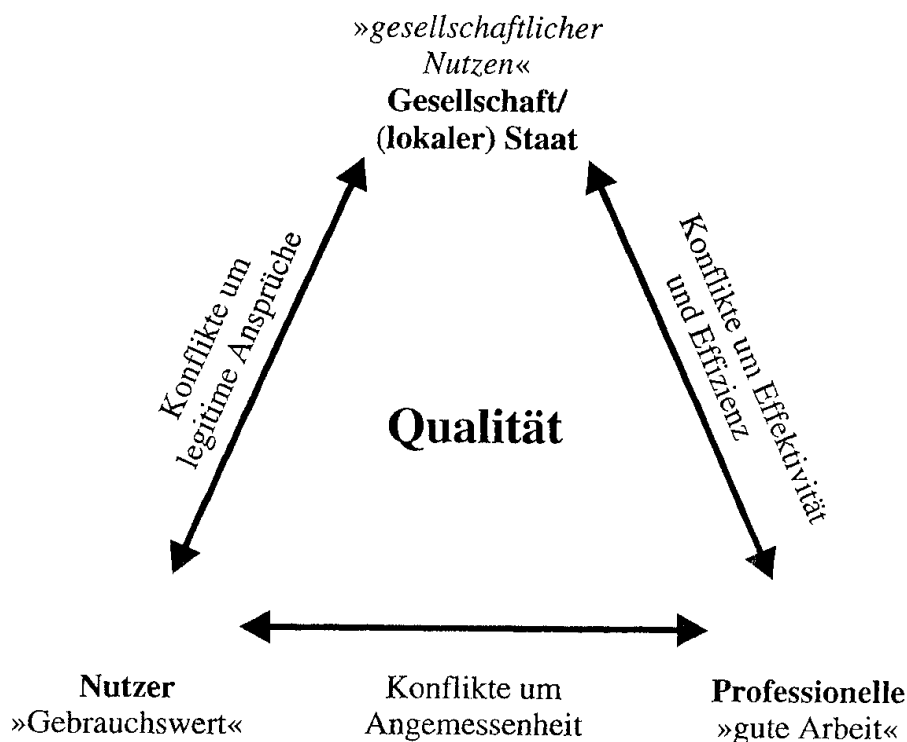 »gesellschaftlicher
Nutzen«
Gesellschaft/
(lokaler) Staat
Konflikte um
legitime Ansprüche
Konflikte um Effektivität
und Effizienz
Qualität
Nutzer
»Gebrauchswert«
Konflikte um
Angemessenheit
Professionelle
»gute Arbeit«